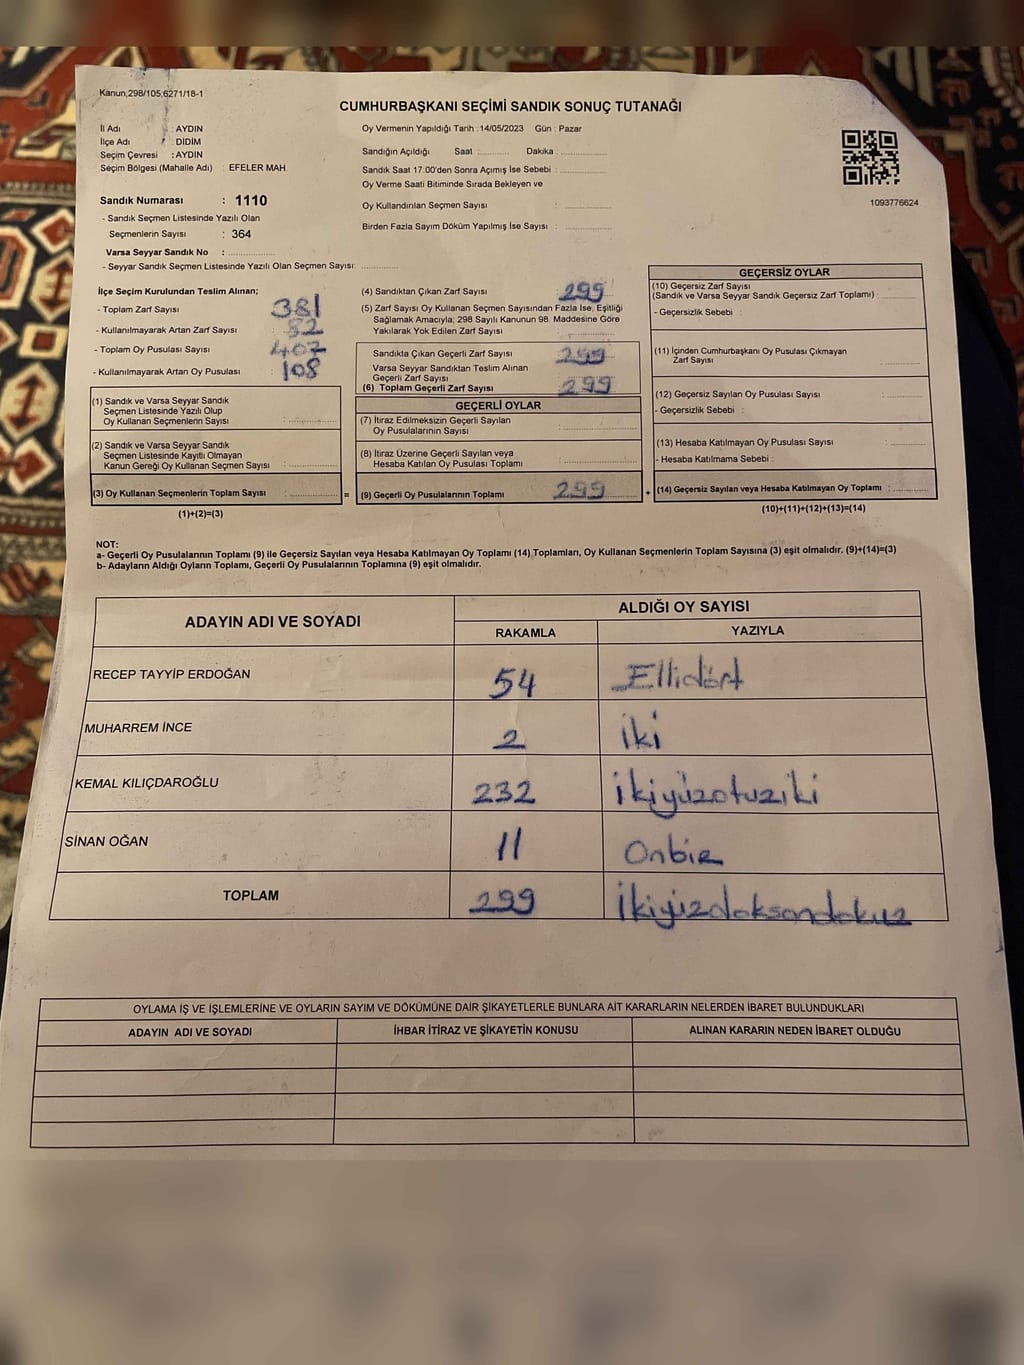 Kanun,298/105,6271/18-1
CUMHURBAŞKANI SEÇİMİ SANDIK SONUÇ TUTANAĞI
İl Adı : AYDIN
İlçe Adı : DİDİM
Seçim Çevresi : AYDIN
Seçim Bölgesi (Mahalle Adı) : EFELER MAH.
Sandık Numarası : 1110
- Sandık Seçmen Listesinde Yazılı Olan
Seçmenlerin Sayısı : 364
Varsa Seyyar Sandık No : ..............
- Seyyar Sandık Seçmen Listesinde Yazılı Olan Seçmen Sayısı: ............
Oy Vermenin Yapıldığı Tarih : 14/05/2023 Gün : Pazar
Sandığın Açıldığı Saat :.......... Dakika : ..............
Sandık Saat 17.00'den Sonra Açımış İse Sebebi : ..............
Oy Verme Saati Bitiminde Sırada Bekleyen ve
Oy Kullandırılan Seçmen Sayısı : ..............
Birden Fazla Sayım Döküm Yapılmış İse Sayısı : ..............
1093776624
İlçe Seçim Kurulundan Teslim Alınan;
- Toplam Zarf Sayısı 381
- Kullanılmayarak Artan Zarf Sayısı : 82
- Toplam Oy Pusulası Sayısı 407
- Kullanılmayarak Artan Oy Pusulası : 108
(1) Sandık ve Varsa Seyyar Sandık
Seçmen Listesinde Yazılı Olup
Oy Kullanan Seçmenlerin Sayısı : ..............
(2) Sandık ve Varsa Seyyar Sandık
Seçmen Listesinde Kayıtlı Olmayan
Kanun Gereği Oy Kullanan Seçmen Sayısı : ..............
(3) Oy Kullanan Seçmenlerin Toplam Sayısı : .............. =
(1)+(2)=(3)
(4) Sandıktan Çıkan Zarf Sayısı : 299
(5) Zarf Sayısı Oy Kullanan Seçmen Sayısından Fazla İse, Eşitliği
Sağlamak Amacıyla; 298 Sayılı Kanunun 98. Maddesine Göre
Yakılarak Yok Edilen Zarf Sayısı : ..............
Sandıkta Çıkan Geçerli Zarf Sayısı : 299
Varsa Seyyar Sandıktan Teslim Alınan
Geçerli Zarf Sayısı : ..............
(6) Toplam Geçerli Zarf Sayısı : 299
GEÇERLİ OYLAR
(7) İtiraz Edilmeksizin Geçerli Sayılan
Oy Pusulalarının Sayısı : ..............
(8) İtiraz Üzerine Geçerli Sayılan veya
Hesaba Katılan Oy Pusulası Toplamı : ..............
(9) Geçerli Oy Pusulalarının Toplamı : 299 +
GEÇERSİZ OYLAR
(10) Geçersiz Zarf Sayısı
(Sandık ve Varsa Seyyar Sandık Geçersiz Zarf Toplamı) : ..........
- Geçersizlik Sebebi :
(11) İçinden Cumhurbaşkanı Oy Pusulası Çıkmayan
Zarf Sayısı : ..........
(12) Geçersiz Sayılan Oy Pusulası Sayısı : ..........
- Geçersizlik Sebebi :
(13) Hesaba Katılmayan Oy Pusulası Sayısı : ..........
- Hesaba Katılmama Sebebi :
(14) Geçersiz Sayılan veya Hesaba Katılmayan Oy Toplamı : ..........
(10)+(11)+(12)+(13)=(14)
NOT:
a- Geçerli Oy Pusulalarının Toplamı (9) ile Geçersiz Sayılan veya Hesaba Katılmayan Oy Toplamı (14) Toplamları, Oy Kullanan Seçmenlerin Toplam Sayısına (3) eşit olmalıdır. (9)+(14)=(3)
b- Adayların Aldığı Oyların Toplamı, Geçerli Oy Pusulalarının Toplamına (9) eşit olmalıdır.
ADAYIN ADI VE SOYADI ALDIĞI OY SAYISI
RAKAMLA YAZIYLA
RECEP TAYYİP ERDOĞAN 54 Ellidört
MUHARREM İNCE 2 iki
KEMAL KILIÇDAROĞLU 232 ikiyüzotuziki
SİNAN OĞAN 11 Onbir
TOPLAM 299 ikiyüzdoksandokuz
OYLAMA İŞ VE İŞLEMLERİNE VE OYLARIN SAYIM VE DÖKÜMÜNE DAİR ŞİKAYETLERLE BUNLARA AİT KARARLARIN NELERDEN İBARET BULUNDUKLARI
ADAYIN ADI VE SOYADI İHBAR İTİRAZ VE ŞİKAYETİN KONUSU ALINAN KARARIN NEDEN İBARET OLDUĞU